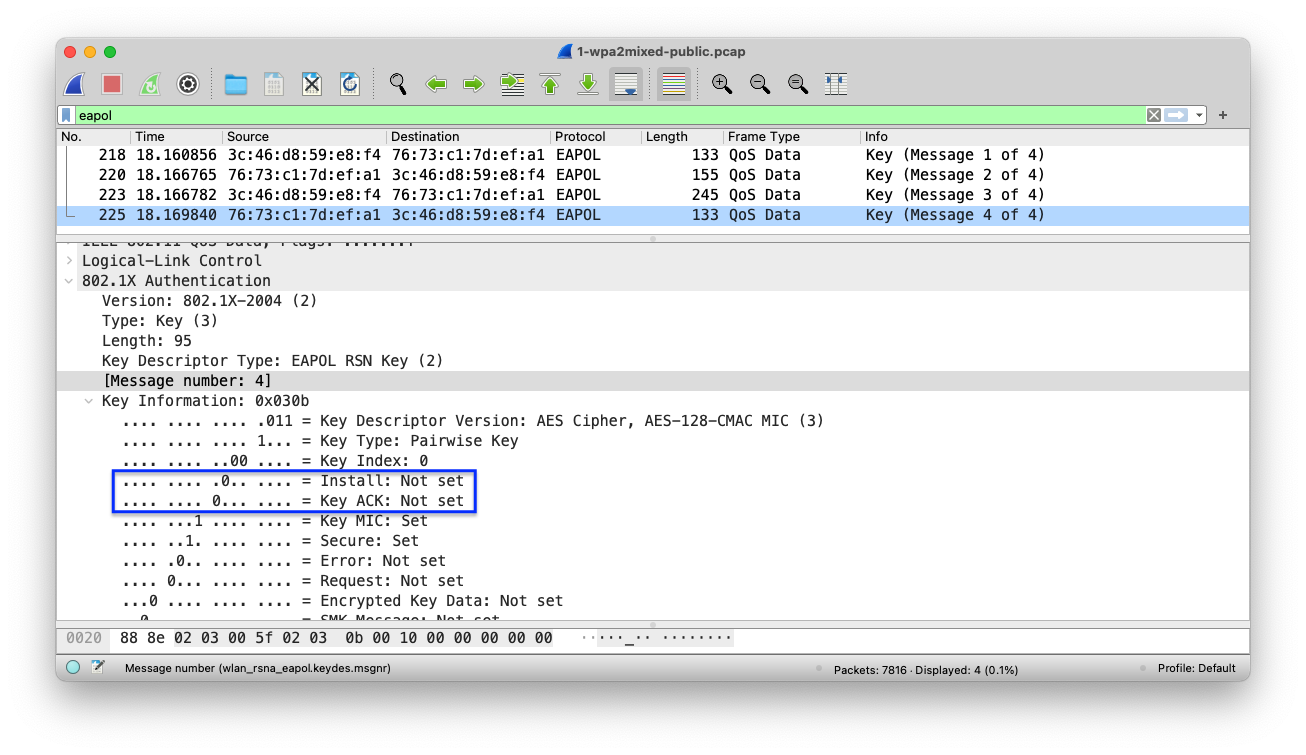 1-wpa2mixed-public.pcap
eapol
No. Time Source Destination Protocol Length Frame Type Info
218 18.160856 3c:46:d8:59:e8:f4 76:73:c1:7d:ef:a1 EAPOL 133 QoS Data Key (Message 1 of 4)
220 18.166765 76:73:c1:7d:ef:a1 3c:46:d8:59:e8:f4 EAPOL 155 QoS Data Key (Message 2 of 4)
223 18.166782 3c:46:d8:59:e8:f4 76:73:c1:7d:ef:a1 EAPOL 245 QoS Data Key (Message 3 of 4)
225 18.169840 76:73:c1:7d:ef:a1 3c:46:d8:59:e8:f4 EAPOL 133 QoS Data Key (Message 4 of 4)
IEEE 802.11 QoS Data, Flags:
Logical-Link Control
802.1X Authentication
Version: 802.1X-2004 (2)
Type: Key (3)
Length: 95
Key Descriptor Type: EAPOL RSN Key (2)
[Message number: 4]
Key Information: 0x030b
.... .... .... .011 = Key Descriptor Version: AES Cipher, AES-128-CMAC MIC (3)
.... .... .... 1... = Key Type: Pairwise Key
.... .... ..00 .... = Key Index: 0
.... .... .0.. .... = Install: Not set
.... .... 0... .... = Key ACK: Not set
.... ...1 .... .... = Key MIC: Set
.... ..1. .... .... = Secure: Set
.... .0.. .... .... = Error: Not set
.... 0... .... .... = Request: Not set
...0 .... .... .... = Encrypted Key Data: Not set
..0. .... .... .... = SMK Message: Not set
0020 88 8e 02 03 00 5f 02 03 0b 00 10 00 00 00 00 00 ·····_·· ········
Message number (wlan_rsna_eapol.keydes.msgnr) Packets: 7816 · Displayed: 4 (0.1%) Profile: Default